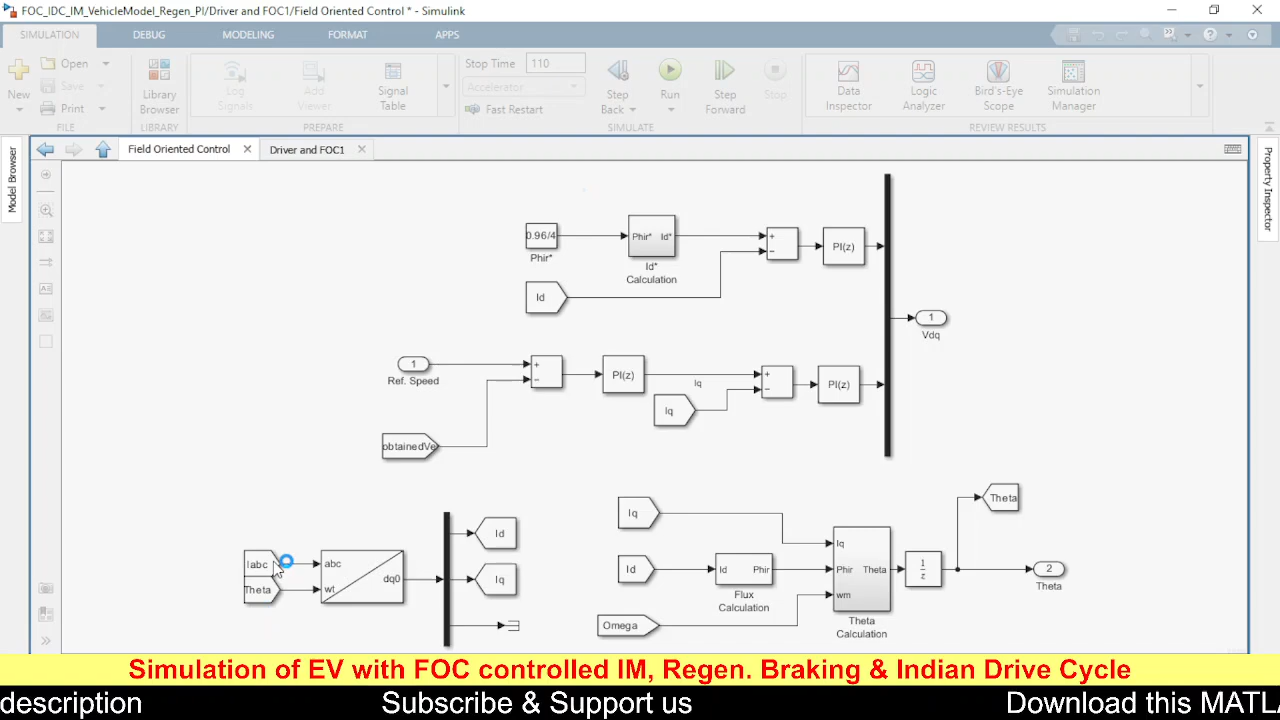 FOC_IDC_IM_VehicleModel_Regen_PI/Driver and FOC1/Field Oriented Control * - Simulink
SIMULATION DEBUG MODELING FORMAT APPS
New
Open
Save
Print
FILE
Library Browser
LIBRARY
Log Signals
Add Viewer
Signal Table
PREPARE
Stop Time 110
Accelerator
Fast Restart
Step Back
Run
Step Forward
Stop
SIMULATE
Data Inspector
Logic Analyzer
Bird's-Eye Scope
Simulation Manager
REVIEW RESULTS
Model Browser
Field Oriented Control
Driver and FOC1
Property Inspector
0.96/4
Phir*
Phir* Id*
Id*
Calculation
+
−
PI(z)
Id
1
Vdq
1
Ref. Speed
+
−
PI(z)
Iq
+
−
PI(z)
Iq
obtainedVe
Iabc
Theta
abc
wt
dq0
Id
Iq
Iq
Id
Omega
Id Phir
Flux
Calculation
Iq
Phir
wm
Theta
Theta
Calculation
1
z
Theta
2
Theta
Simulation of EV with FOC controlled IM, Regen. Braking & Indian Drive Cycle
description Subscribe & Support us Download this MATL